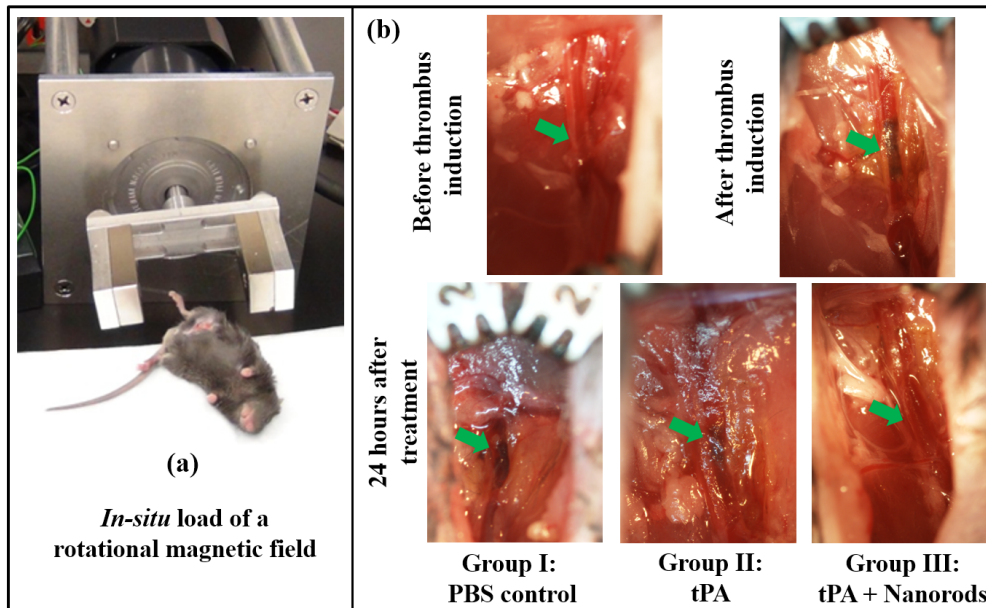 (a)
In-situ load of a
rotational magnetic field
(b)
Before thrombus
induction
After thrombus
induction
24 hours after
treatment
Group I:
PBS control
Group II:
tPA
Group III:
tPA + Nanorods